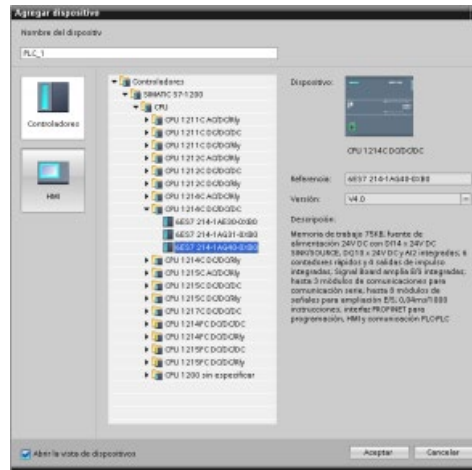 Agregar dispositivo
Nombre del dispositiv
PLC_1
Controladores
HMI
Controladores
SIMATIC S7-1200
CPU
CPU 1211C AC/DC/Rly
CPU 1211C DC/DC/DC
CPU 1211C DC/DC/Rly
CPU 1212C AC/DC/Rly
CPU 1212C DC/DC/DC
CPU 1212C DC/DC/Rly
CPU 1214C AC/DC/Rly
CPU 1214C DC/DC/DC
6ES7 214-1AE30-0XB0
6ES7 214-1AG31-0XB0
6ES7 214-1AG40-0XB0
CPU 1214C DC/DC/Rly
CPU 1215C AC/DC/Rly
CPU 1215C DC/DC/DC
CPU 1215C DC/DC/Rly
CPU 1217C DC/DC/DC
CPU 1214FC DC/DC/DC
CPU 1214FC DC/DC/Rly
CPU 1215FC DC/DC/DC
CPU 1215FC DC/DC/Rly
CPU 1200 sin especificar
Dispositivo:
CPU 1214C DC/DC/DC
Referencia:
6ES7 214-1AG40-0XB0
Versión:
V4.0
Descripción:
Memoria de trabajo 75KB; fuente de
alimentación 24V DC con DI14 x 24V DC
SINK/SOURCE, DQ10 x 24V DC y AI2 integradas; 6
contadores rápidos y 4 salidas de impulso
integradas; Signal Board amplía E/S integradas;
hasta 3 módulos de comunicaciones para
comunicación serie; hasta 8 módulos de
señales para ampliación E/S; 0,04ms/1000
instrucciones; interfaz PROFINET para
programación, HMI y comunicación PLC-PLC
Abrir la vista de dispositivos
Aceptar
Cancelar